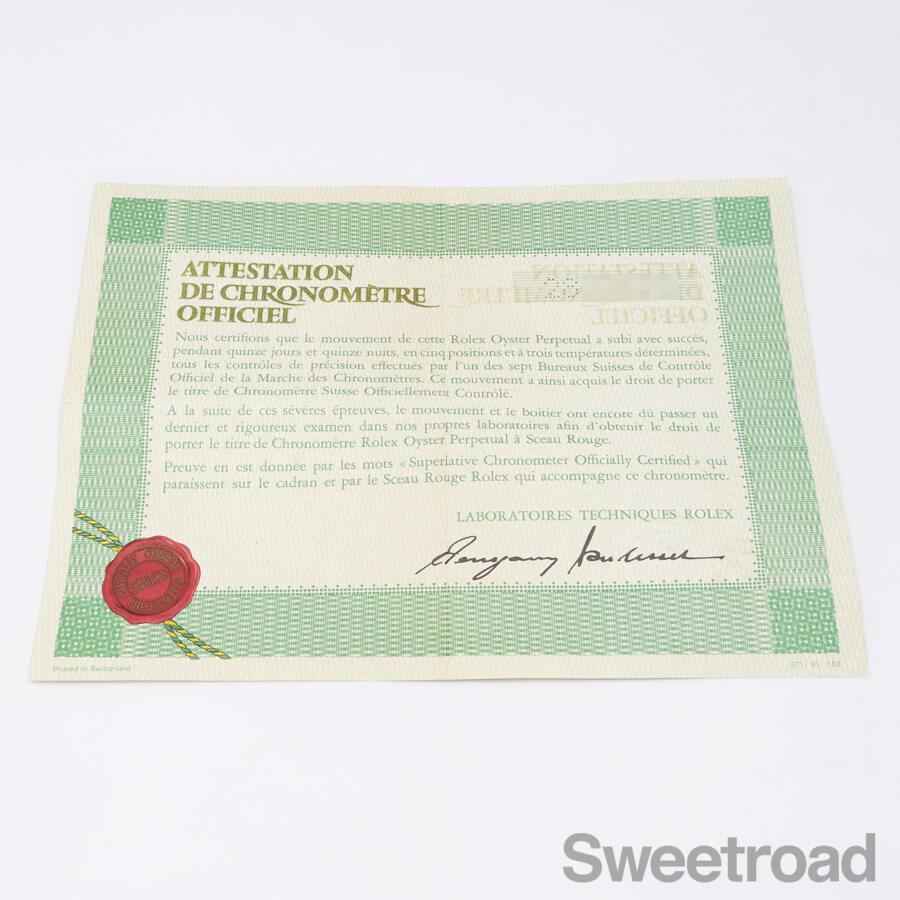 ATTESTATION
DE CHRONOMÈTRE
OFFICIEL
Nous certifions que le mouvement de cette Rolex Oyster Perpetual a subi avec succès,
pendant quinze jours et quinze nuits, en cinq positions et à trois températures déterminées,
tous les contrôles de précision effectués par l'un des sept Bureaux Suisses de Contrôle
Officiel de la Marche des Chronomètres. Ce mouvement a ainsi acquis le droit de porter
le titre de Chronomètre Suisse Officiellement Contrôlé.
A la suite de ces sévères épreuves, le mouvement et le boitier ont encore dû passer un
dernier et rigoureux examen dans nos propres laboratoires afin d'obtenir le droit de
porter le titre de Chronomètre Rolex Oyster Perpetual à Sceau Rouge.
Preuve en est donnée par les mots « Superlative Chronometer Officially Certified » qui
paraissent sur le cadran et par le Sceau Rouge Rolex qui accompagne ce chronomètre.
LABORATOIRES TECHNIQUES ROLEX
Printed in Switzerland
Sweetroad